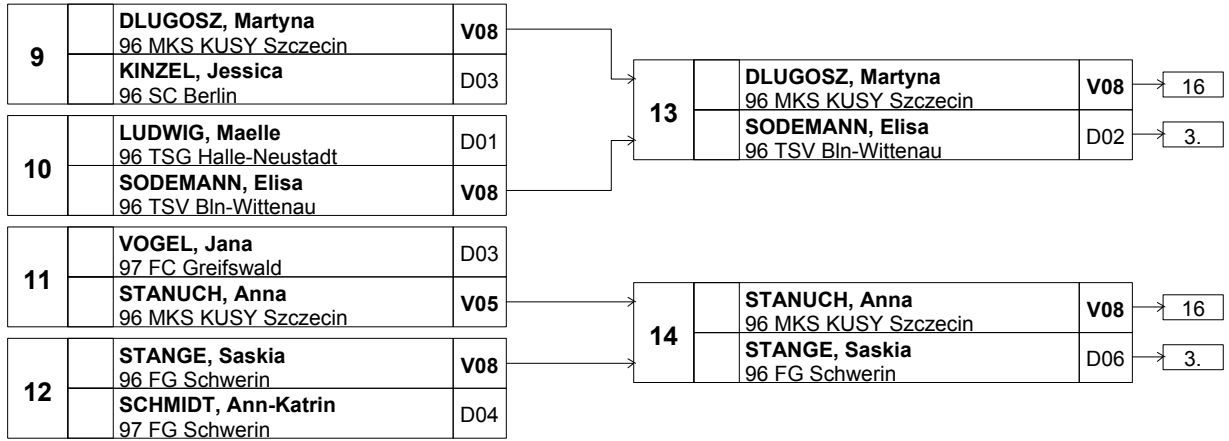 9
DLUGOSZ, Martyna
96 MKS KUSY Szczecin
V08
KINZEL, Jessica
96 SC Berlin
D03
10
LUDWIG, Maelle
96 TSG Halle-Neustadt
D01
SODEMANN, Elisa
96 TSV Bln-Wittenau
V08
11
VOGEL, Jana
97 FC Greifswald
D03
STANUCH, Anna
96 MKS KUSY Szczecin
V05
12
STANGE, Saskia
96 FG Schwerin
V08
SCHMIDT, Ann-Katrin
97 FG Schwerin
D04
13
DLUGOSZ, Martyna
96 MKS KUSY Szczecin
V08
16
SODEMANN, Elisa
96 TSV Bln-Wittenau
D02
3.
14
STANUCH, Anna
96 MKS KUSY Szczecin
V08
16
STANGE, Saskia
96 FG Schwerin
D06
3.